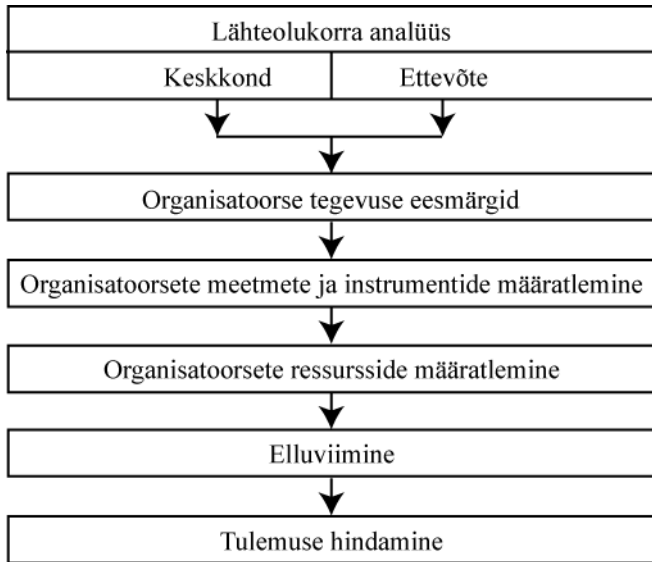 Lähteolukorra analüüs
Keskkond Ettevõte
Organisatoorse tegevuse eesmärgid
Organisatoorsete meetmete ja instrumentide määratlemine
Organisatoorsete ressursside määratlemine
Elluviimine
Tulemuse hindamine